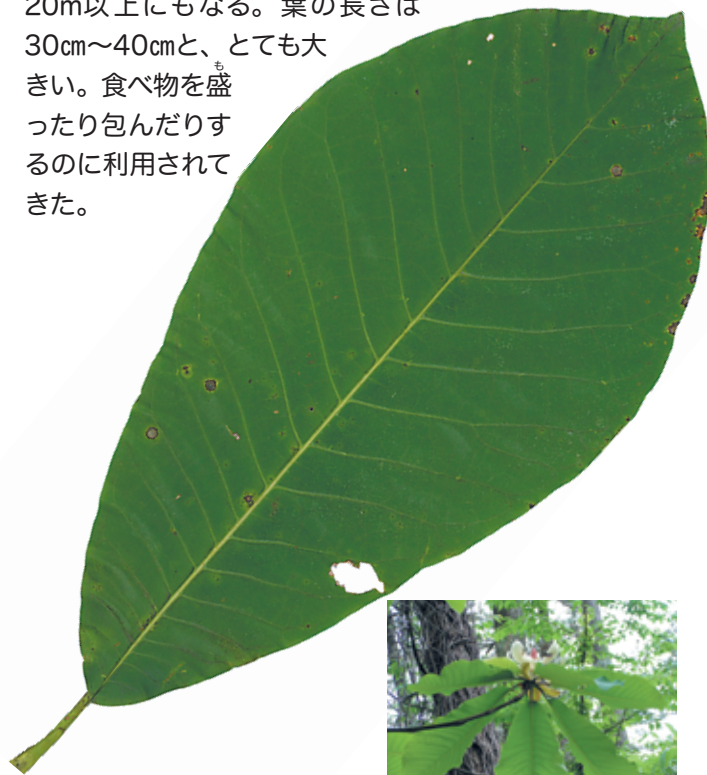 20m以上にもなる。葉の長さは
30㎝〜40㎝と、とても大
きい。食べ物を盛
ったり包んだりす
るのに利用されて
きた。